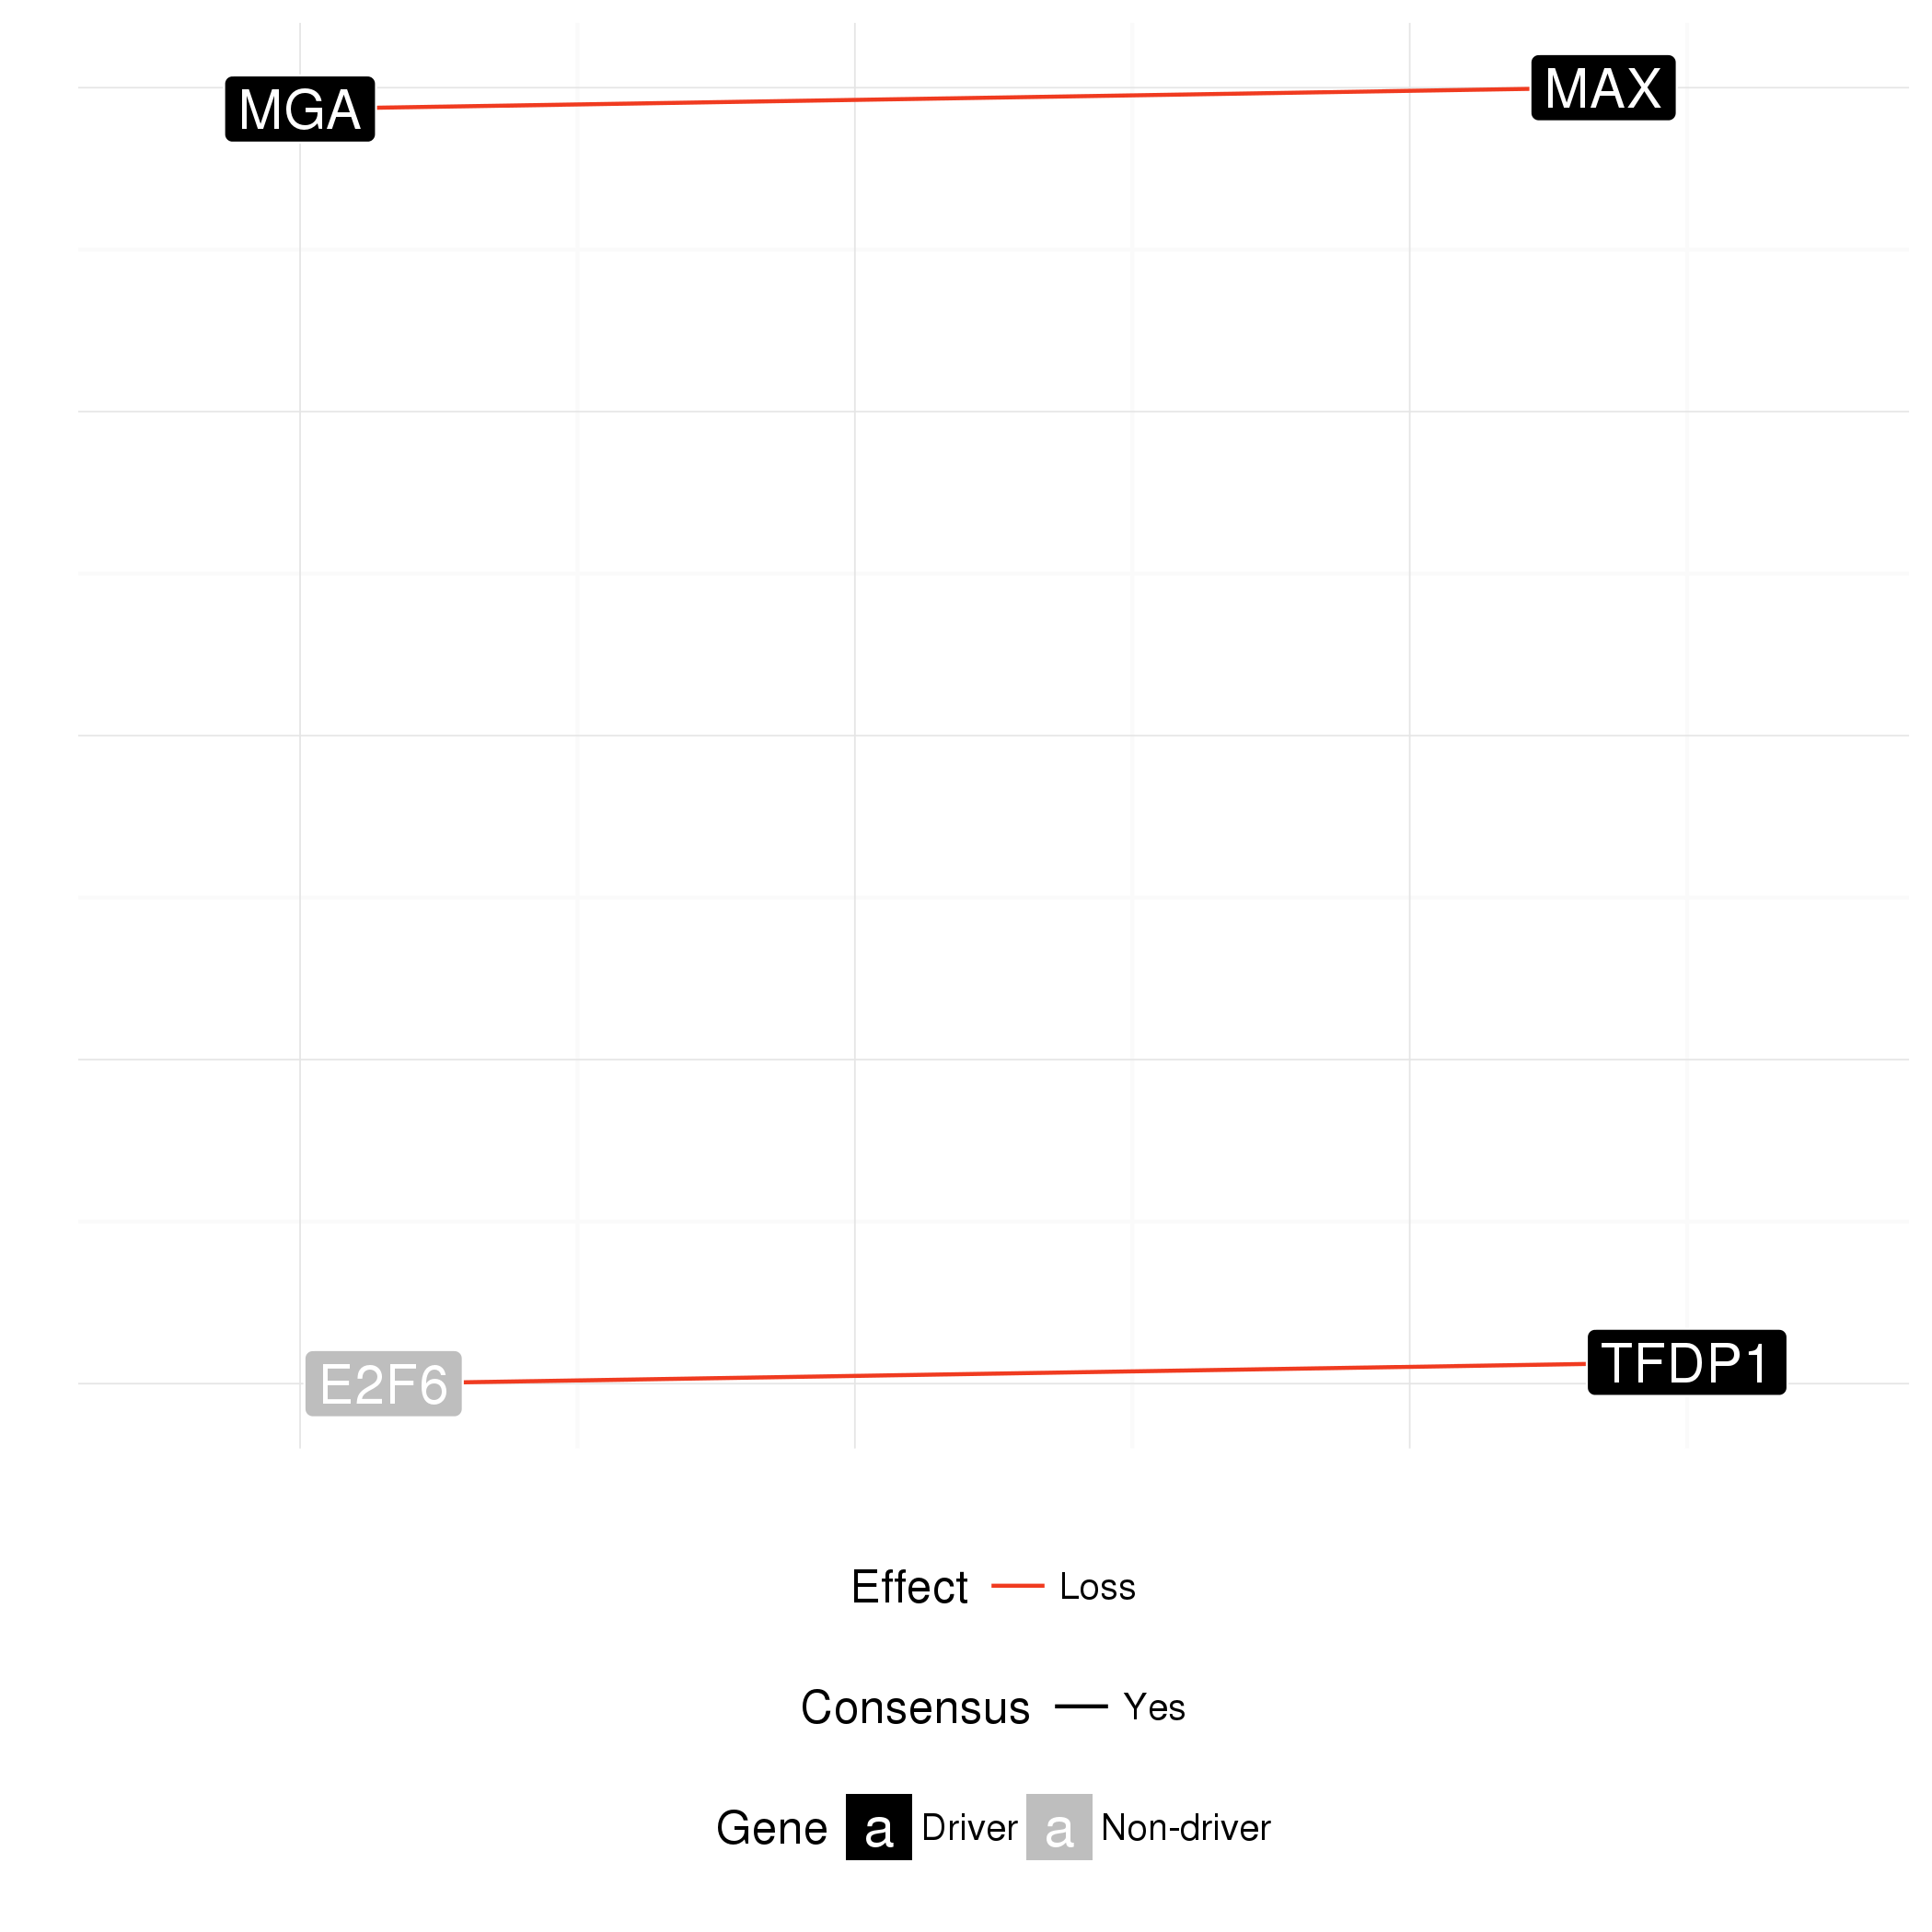 MGA MAX
E2F6 TFDP1
Effect Loss
Consensus Yes
Gene a Driver a Non-driver